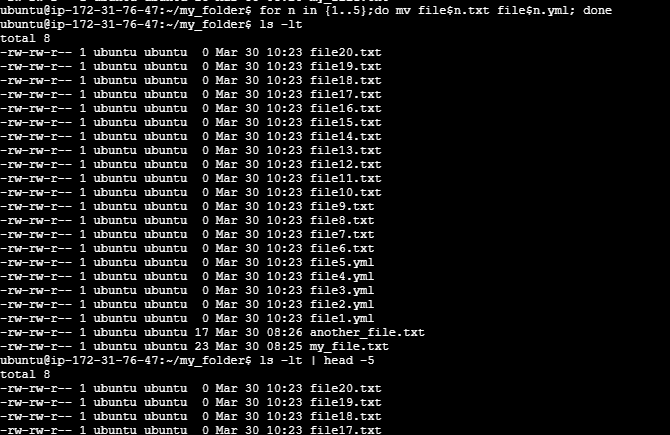 ubuntu@ip-172-31-76-47:~/my_folder$ for n in {1..5};do mv file$n.txt file$n.yml; done
ubuntu@ip-172-31-76-47:~/my_folder$ ls -lt
total 8
-rw-rw-r-- 1 ubuntu ubuntu  0 Mar 30 10:23 file20.txt
-rw-rw-r-- 1 ubuntu ubuntu  0 Mar 30 10:23 file19.txt
-rw-rw-r-- 1 ubuntu ubuntu  0 Mar 30 10:23 file18.txt
-rw-rw-r-- 1 ubuntu ubuntu  0 Mar 30 10:23 file17.txt
-rw-rw-r-- 1 ubuntu ubuntu  0 Mar 30 10:23 file16.txt
-rw-rw-r-- 1 ubuntu ubuntu  0 Mar 30 10:23 file15.txt
-rw-rw-r-- 1 ubuntu ubuntu  0 Mar 30 10:23 file14.txt
-rw-rw-r-- 1 ubuntu ubuntu  0 Mar 30 10:23 file13.txt
-rw-rw-r-- 1 ubuntu ubuntu  0 Mar 30 10:23 file12.txt
-rw-rw-r-- 1 ubuntu ubuntu  0 Mar 30 10:23 file11.txt
-rw-rw-r-- 1 ubuntu ubuntu  0 Mar 30 10:23 file10.txt
-rw-rw-r-- 1 ubuntu ubuntu  0 Mar 30 10:23 file9.txt
-rw-rw-r-- 1 ubuntu ubuntu  0 Mar 30 10:23 file8.txt
-rw-rw-r-- 1 ubuntu ubuntu  0 Mar 30 10:23 file7.txt
-rw-rw-r-- 1 ubuntu ubuntu  0 Mar 30 10:23 file6.txt
-rw-rw-r-- 1 ubuntu ubuntu  0 Mar 30 10:23 file5.yml
-rw-rw-r-- 1 ubuntu ubuntu  0 Mar 30 10:23 file4.yml
-rw-rw-r-- 1 ubuntu ubuntu  0 Mar 30 10:23 file3.yml
-rw-rw-r-- 1 ubuntu ubuntu  0 Mar 30 10:23 file2.yml
-rw-rw-r-- 1 ubuntu ubuntu  0 Mar 30 10:23 file1.yml
-rw-rw-r-- 1 ubuntu ubuntu 17 Mar 30 08:26 another_file.txt
-rw-rw-r-- 1 ubuntu ubuntu 23 Mar 30 08:25 my_file.txt
ubuntu@ip-172-31-76-47:~/my_folder$ ls -lt | head -5
total 8
-rw-rw-r-- 1 ubuntu ubuntu  0 Mar 30 10:23 file20.txt
-rw-rw-r-- 1 ubuntu ubuntu  0 Mar 30 10:23 file19.txt
-rw-rw-r-- 1 ubuntu ubuntu  0 Mar 30 10:23 file18.txt
-rw-rw-r-- 1 ubuntu ubuntu  0 Mar 30 10:23 file17.txt